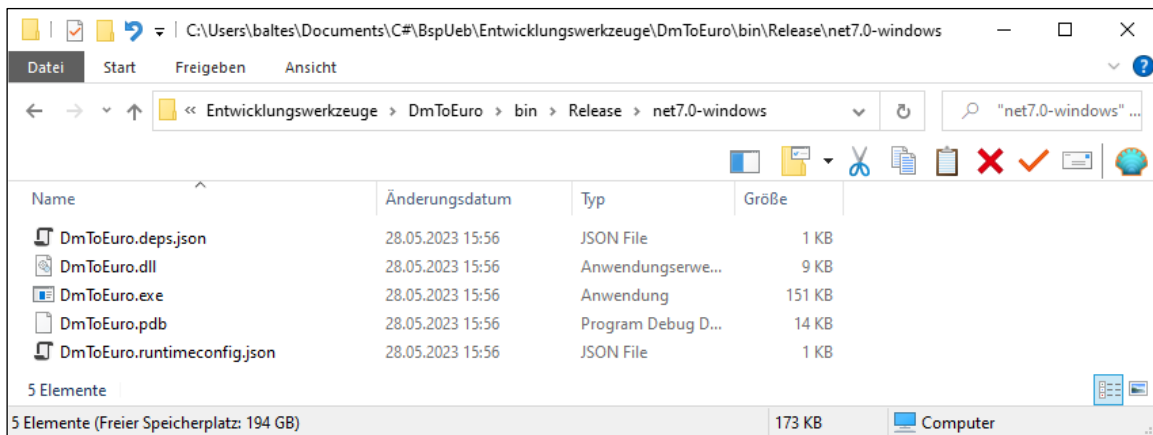 C:\Users\baltes\Documents\C#\BspUeb\Entwicklungswerkzeuge\DmToEuro\bin\Release\net7.0-windows
Datei Start Freigeben Ansicht ?
« Entwicklungswerkzeuge > DmToEuro > bin > Release > net7.0-windows "net7.0-windows" ...
Name Änderungsdatum Typ Größe
DmToEuro.deps.json 28.05.2023 15:56 JSON File 1 KB
DmToEuro.dll 28.05.2023 15:56 Anwendungserwe... 9 KB
DmToEuro.exe 28.05.2023 15:56 Anwendung 151 KB
DmToEuro.pdb 28.05.2023 15:56 Program Debug D... 14 KB
DmToEuro.runtimeconfig.json 28.05.2023 15:56 JSON File 1 KB
5 Elemente
5 Elemente (Freier Speicherplatz: 194 GB) 173 KB Computer